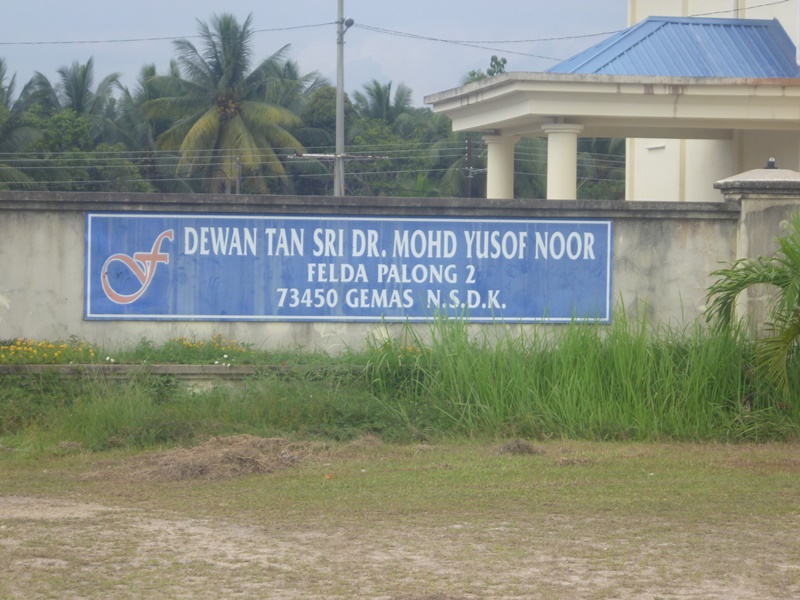 DEWAN TAN SRI DR. MOHD YUSOF NOOR
FELDA PALONG 2
73450 GEMAS N.S.D.K.